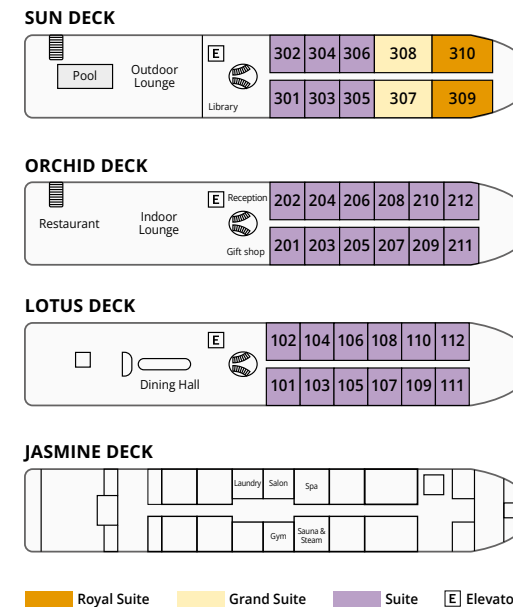 SUN DECK
E
302 304 306 308 310
Pool
Outdoor
Lounge
Library
301 303 305 307 309
ORCHID DECK
E Reception 202 204 206 208 210 212
Restaurant
Indoor
Lounge
Gift shop
201 203 205 207 209 211
LOTUS DECK
E
102 104 106 108 110 112
Dining Hall
101 103 105 107 109 111
JASMINE DECK
Laundry Salon Spa
Gym
Sauna &
Steam
Royal Suite Grand Suite Suite E Elevato